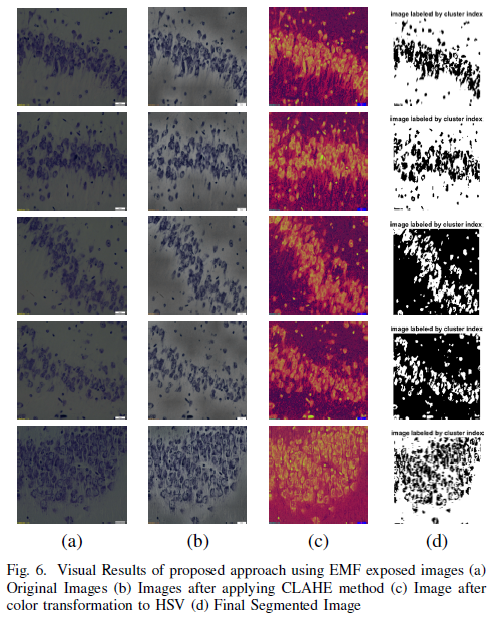 image labeled by cluster index
image labeled by cluster index
image labeled by cluster index
image labeled by cluster index
image labeled by cluster index
(a) (b) (c) (d)
Fig. 6. Visual Results of proposed approach using EMF exposed images (a)
Original Images (b) Images after applying CLAHE method (c) Image after
color transformation to HSV (d) Final Segmented Image